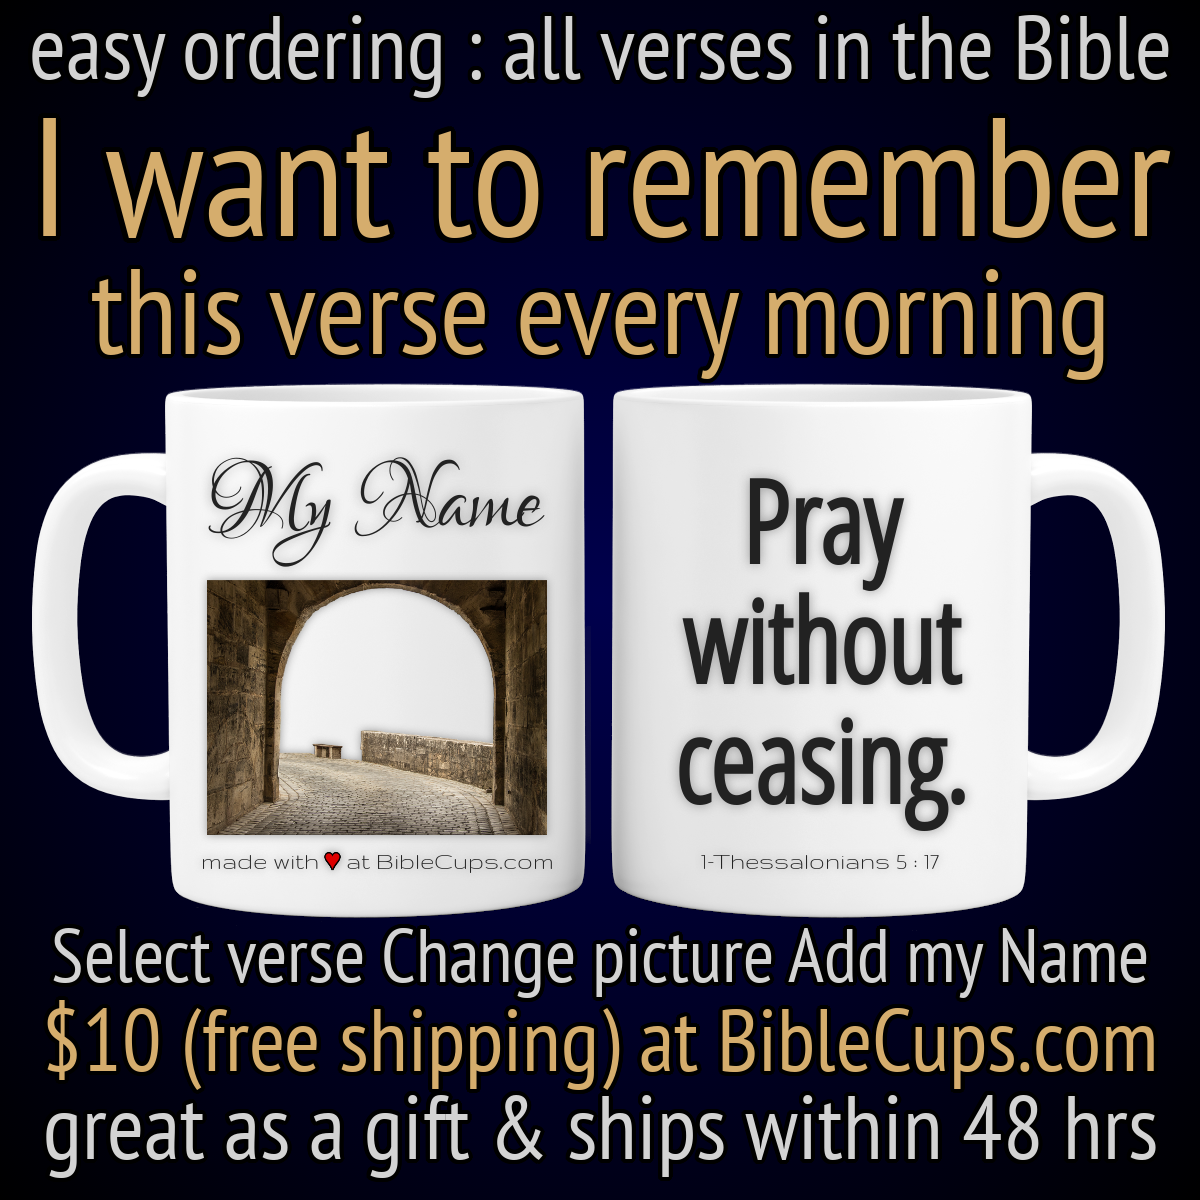 easy ordering : all verses in the Bible
I want to remember
this verse every morning
My Name
made with ♥ at BibleCups.com
Pray
without
ceasing.
1-Thessalonians 5 : 17
Select verse Change picture Add my Name
$10 (free shipping) at BibleCups.com
great as a gift & ships within 48 hrs